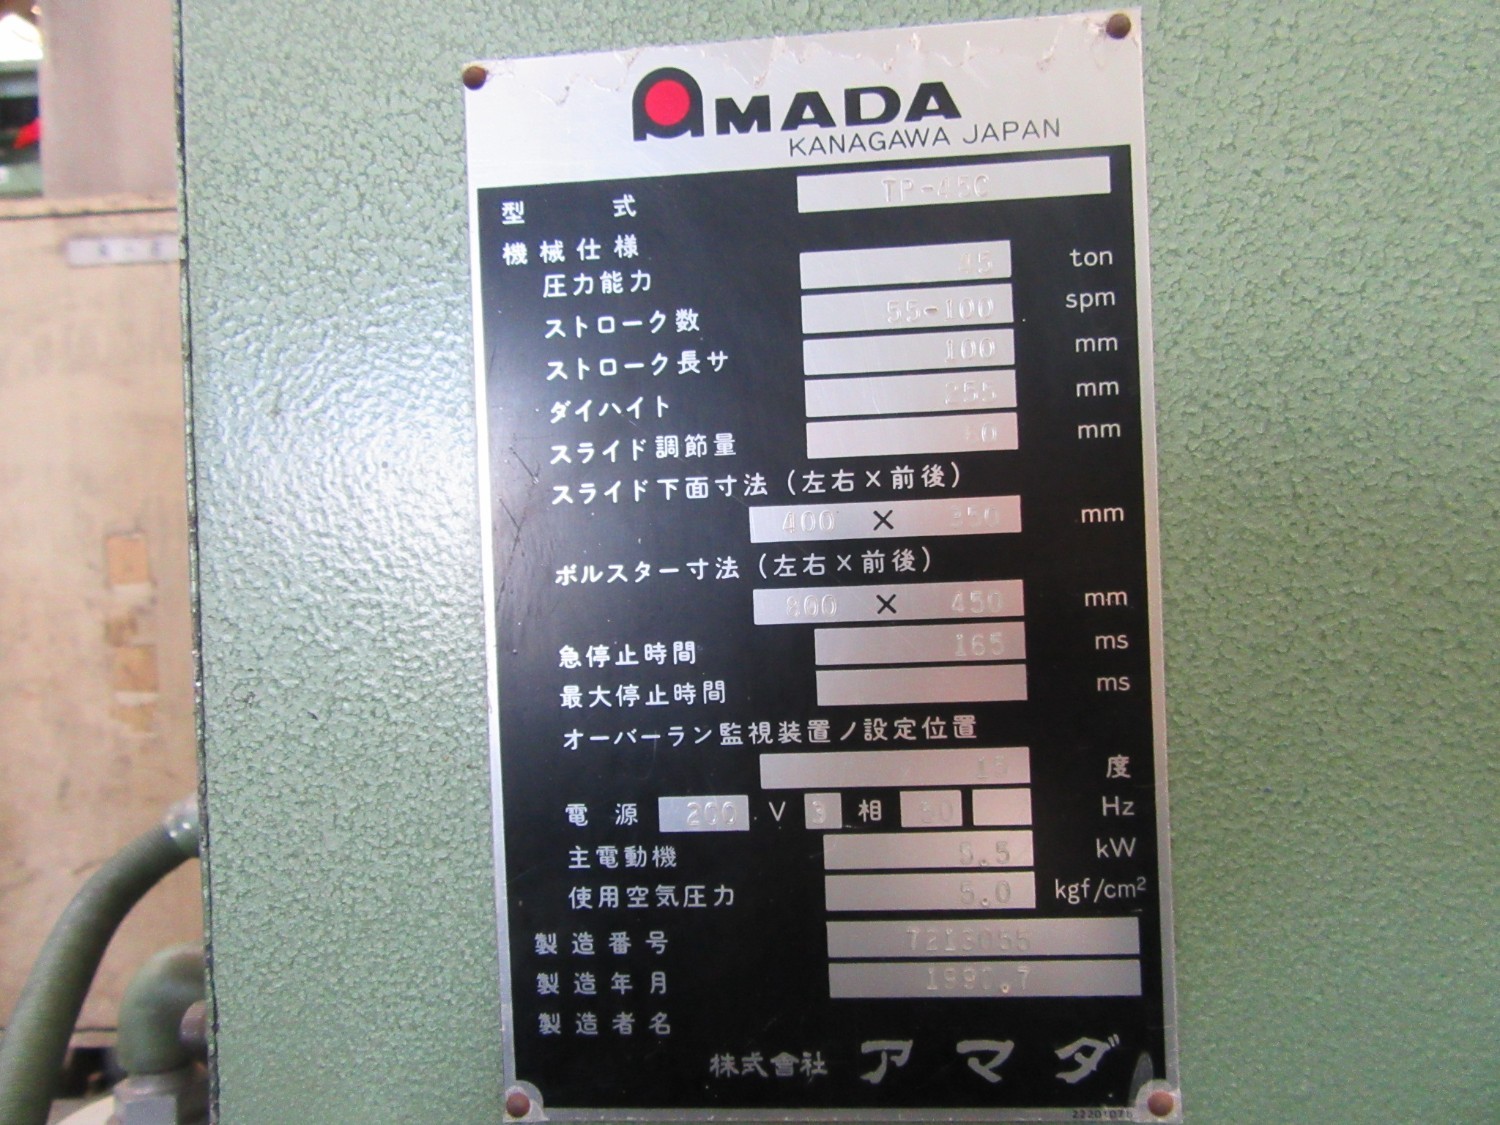 AMADA
KANAGAWA JAPAN
型式 TP-45C
機械仕様
圧力能力 45 ton
ストローク数 55-100 spm
ストローク長サ 100 mm
ダイハイト 255 mm
スライド調節量 mm
スライド下面寸法(左右×前後)
400 × 350 mm
ボルスター寸法(左右×前後)
800 × 450 mm
急停止時間 165 ms
最大停止時間 ms
オーバーラン監視装置ノ設定位置
15 度
電源 200 V 3 相 Hz
主電動機 5.5 kW
使用空気圧力 5.0 kgf/cm²
製造番号
製造年月
製造者名
株式會社 アマダ